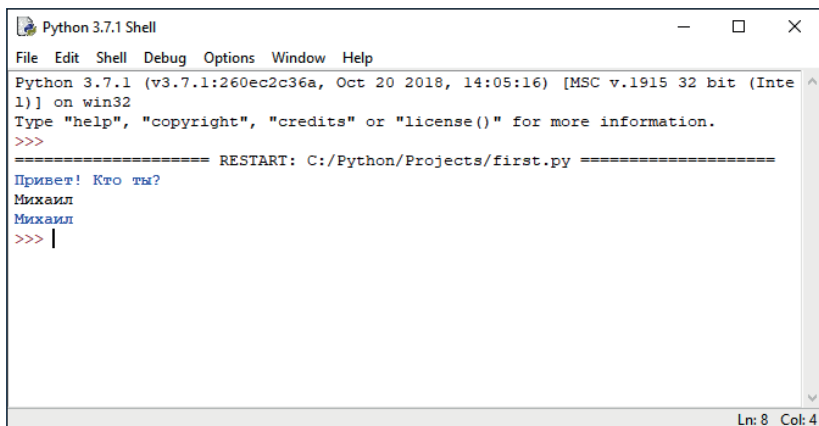 Python 3.7.1 Shell
File Edit Shell Debug Options Window Help
Python 3.7.1 (v3.7.1:260ec2c36a, Oct 20 2018, 14:05:16) [MSC v.1915 32 bit (Inte
l)] on win32
Type "help", "copyright", "credits" or "license()" for more information.
>>>
==================== RESTART: C:/Python/Projects/first.py ====================
Привет! Кто ты?
Михаил
Михаил
>>>
Ln: 8 Col: 4